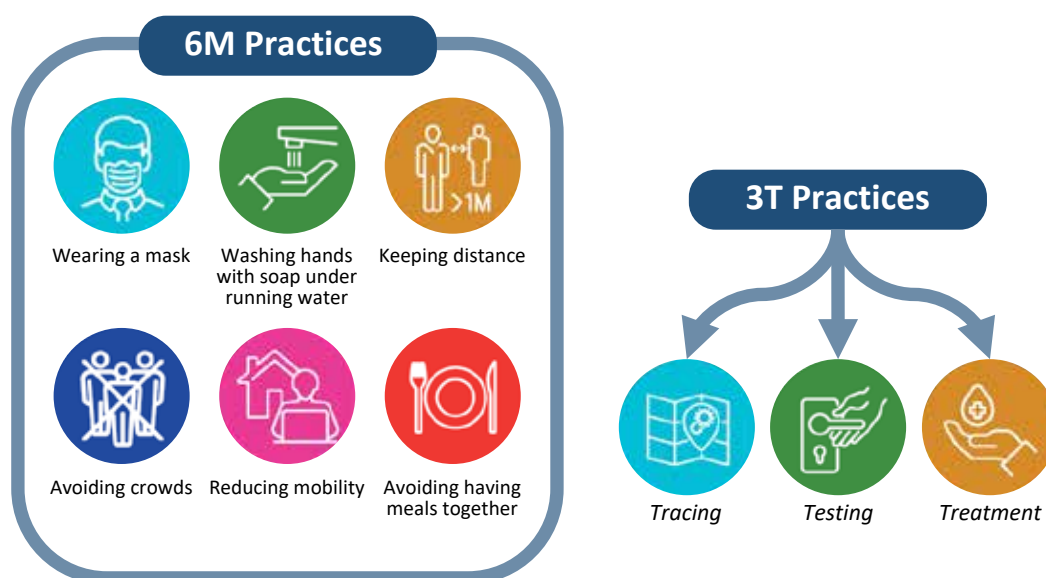 6M Practices
Wearing a mask
Washing hands
with soap under
running water
>1M
Keeping distance
Avoiding crowds
Reducing mobility
Avoiding having
meals together
3T Practices
Tracing
Testing
Treatment